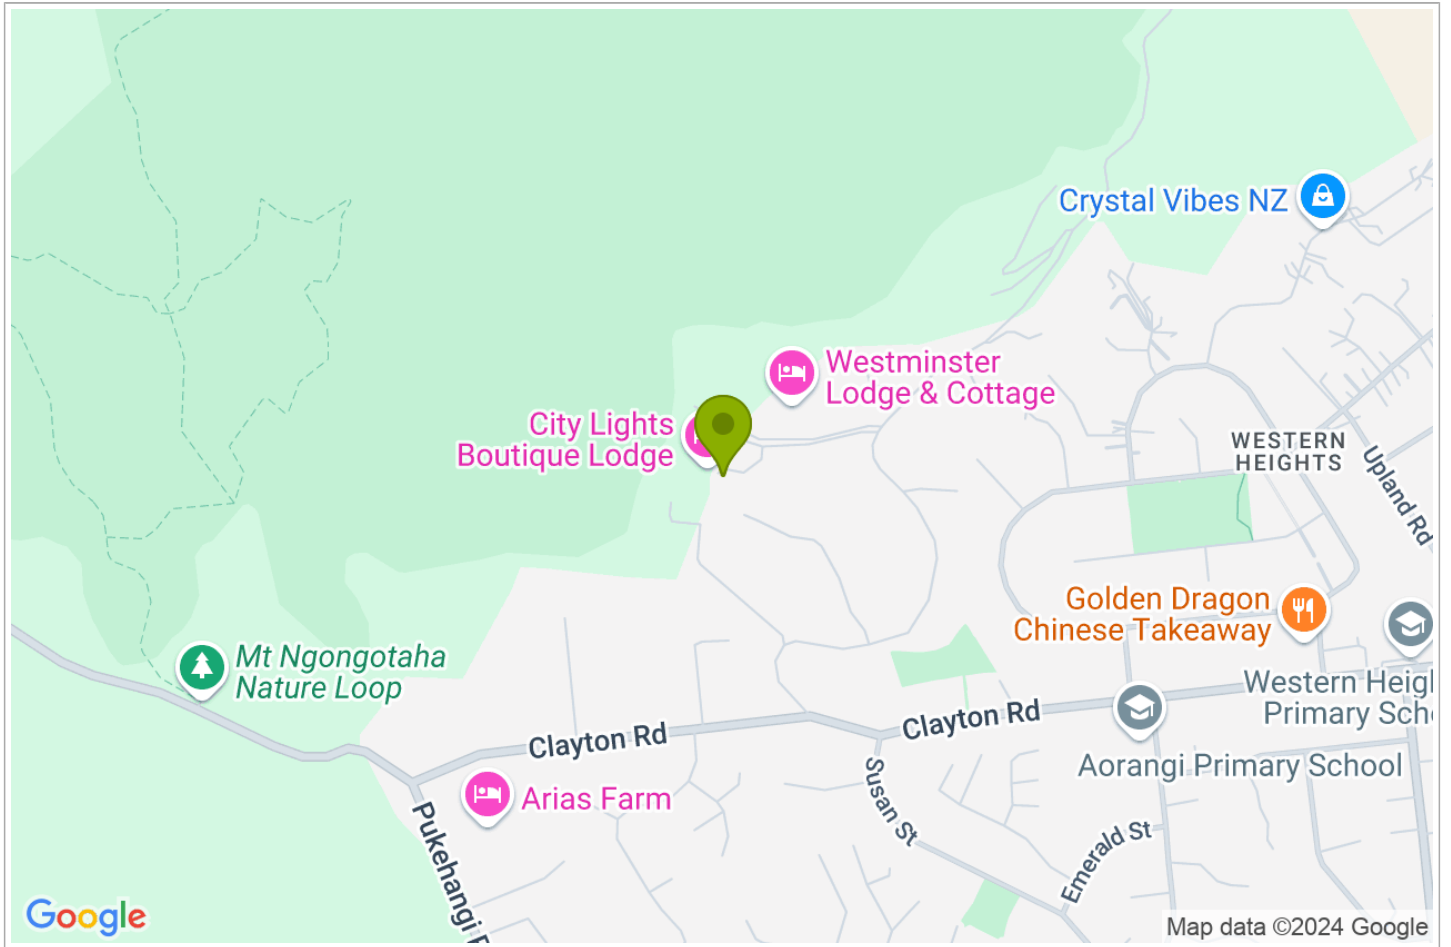 Crystal Vibes NZ
Westminster
Lodge & Cottage
City Lights
Boutique Lodge
WESTERN
HEIGHTS
Upland Rd
Golden Dragon
Chinese Takeaway
Mt Ngongotaha
Nature Loop
Western Heigh
Primary Scho
Clayton Rd
Clayton Rd
Aorangi Primary School
Susan St
Arias Farm
Pukehangi R
Emerald St
Google
Map data ©2024 Google